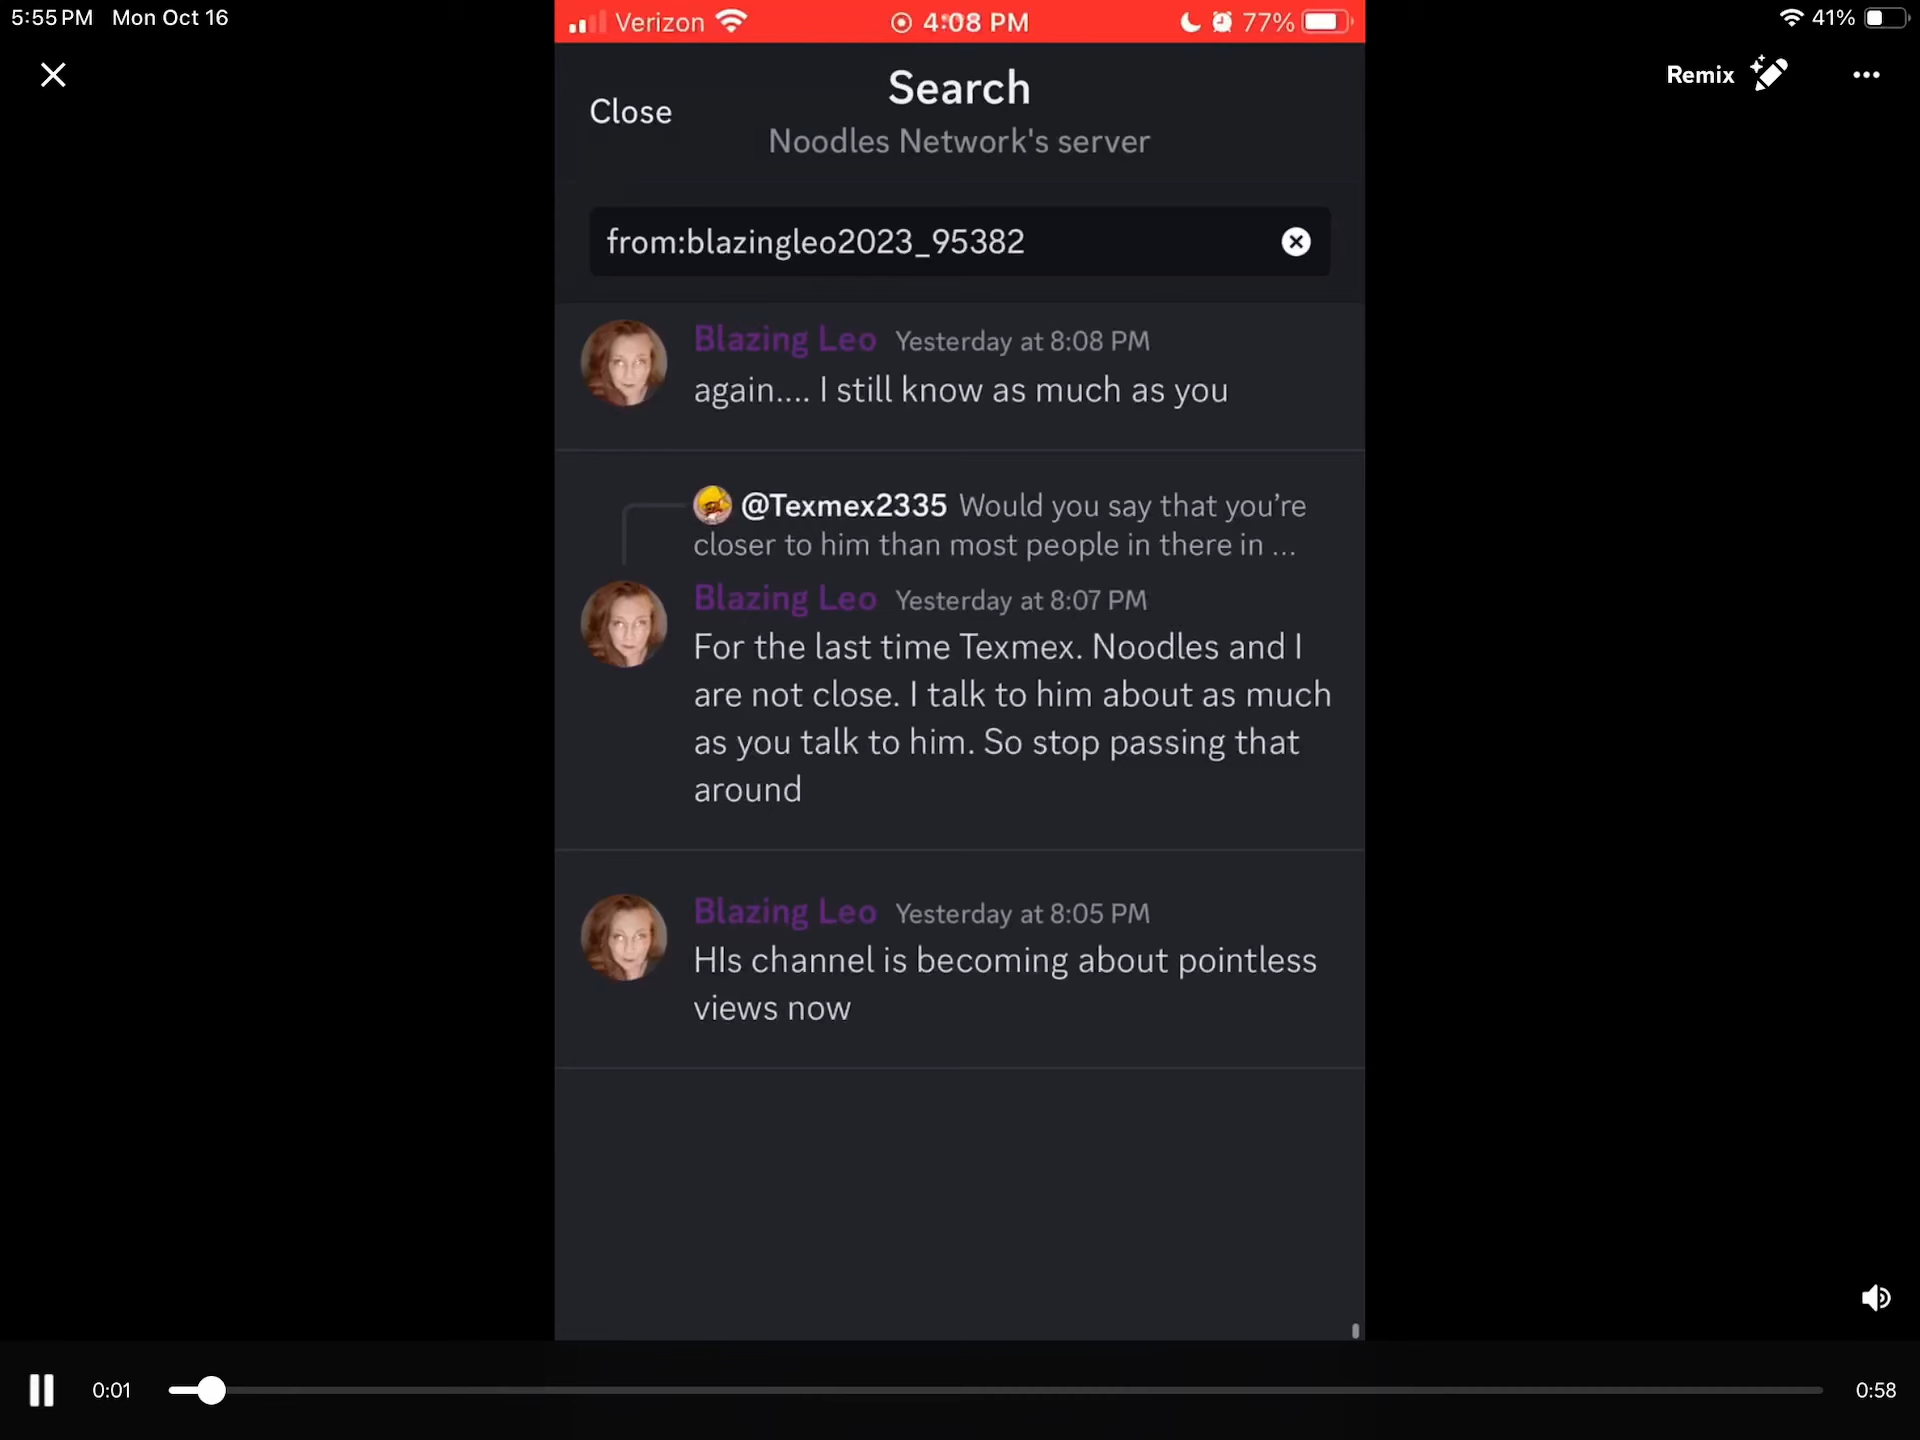 5:55 PM Mon Oct 16
41%
Verizon
4:08 PM
77%
Remix
Search
Close
Noodles Network's server
from:blazingleo2023_95382
Blazing Leo Yesterday at 8:08 PM
again.... I still know as much as you
@Texmex2335 Would you say that you’re
closer to him than most people in there in ...
Blazing Leo Yesterday at 8:07 PM
For the last time Texmex. Noodles and I
are not close. I talk to him about as much
as you talk to him. So stop passing that
around
Blazing Leo Yesterday at 8:05 PM
HIs channel is becoming about pointless
views now
0:01
0:58